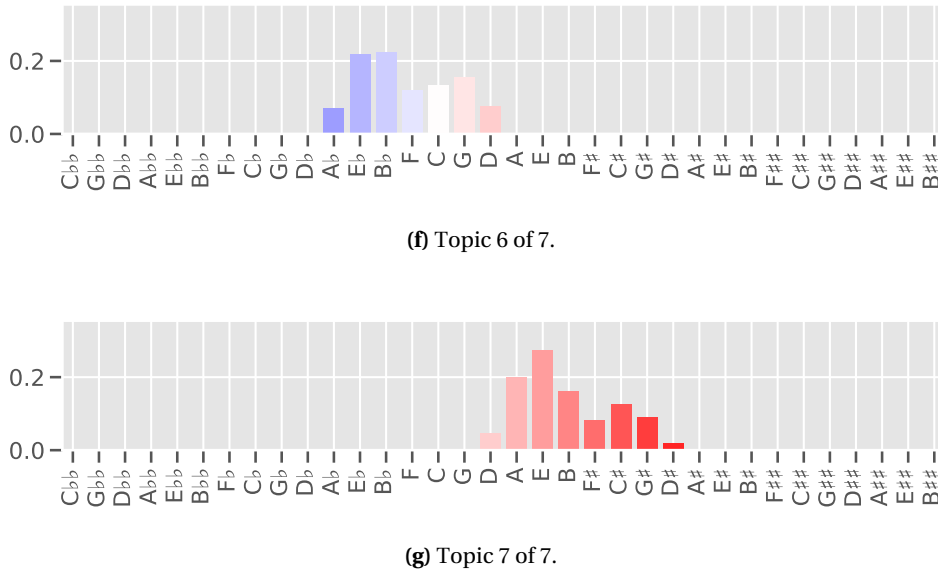 0.2
0.0
C♭♭ G♭♭ D♭♭ A♭♭ E♭♭ B♭♭ F♭ C♭ G♭ D♭ A♭ E♭ B♭ F C G D A E B F♯ C♯ G♯ D♯ A♯ E♯ B♯ F♯♯ C♯♯ G♯♯ D♯♯ A♯♯ E♯♯ B♯♯
(f) Topic 6 of 7.
0.2
0.0
C♭♭ G♭♭ D♭♭ A♭♭ E♭♭ B♭♭ F♭ C♭ G♭ D♭ A♭ E♭ B♭ F C G D A E B F♯ C♯ G♯ D♯ A♯ E♯ B♯ F♯♯ C♯♯ G♯♯ D♯♯ A♯♯ E♯♯ B♯♯
(g) Topic 7 of 7.